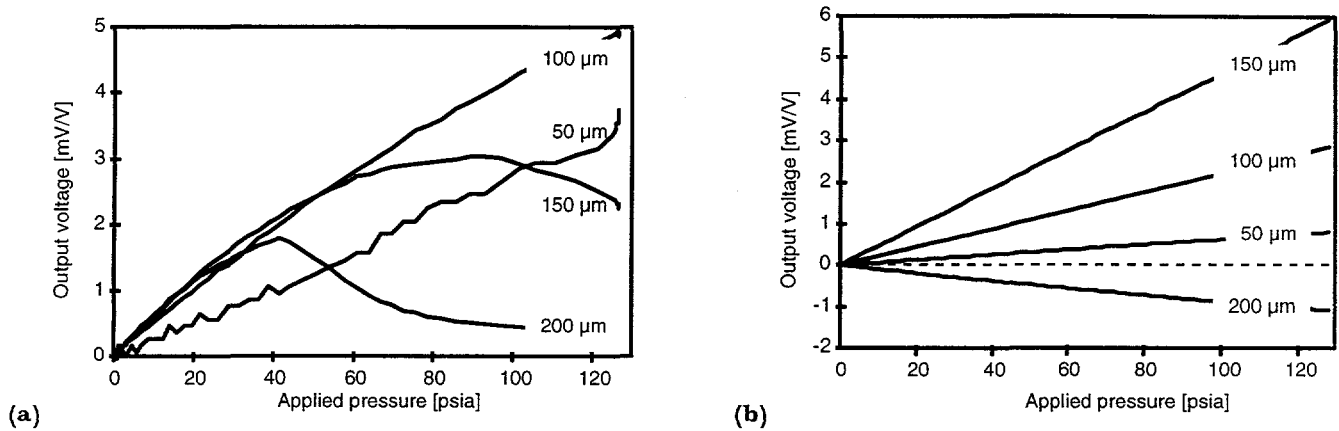 5
4
3
2
1
0
Output voltage [mV/V]
100 µm
50 µm
150 µm
200 µm
0 20 40 60 80 100 120
Applied pressure [psia]
(a)
6
5
4
3
2
1
0
-1
-2
Output voltage [mV/V]
150 µm
100 µm
50 µm
200 µm
0 20 40 60 80 100 120
Applied pressure [psia]
(b)